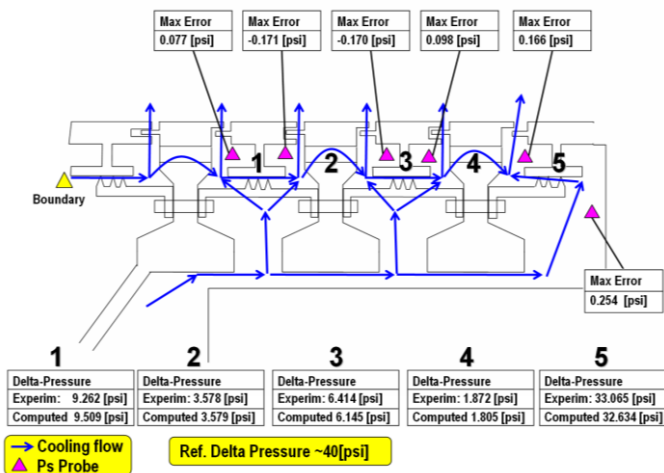 Max Error
0.077 [psi]
Max Error
-0.171 [psi]
Max Error
-0.170 [psi]
Max Error
0.098 [psi]
Max Error
0.166 [psi]
1
2
3
4
5
Boundary
Max Error
0.254 [psi]
1
2
3
4
5
Delta-Pressure
Experim: 9.262 [psi]
Computed 9.509 [psi]
Delta-Pressure
Experim: 3.578 [psi]
Computed 3.579 [psi]
Delta-Pressure
Experim: 6.414 [psi]
Computed 6.145 [psi]
Delta-Pressure
Experim: 1.872 [psi]
Computed 1.805 [psi]
Delta-Pressure
Experim: 33.065 [psi]
Computed 32.634 [psi]
Cooling flow
Ps Probe
Ref. Delta Pressure ~40[psi]